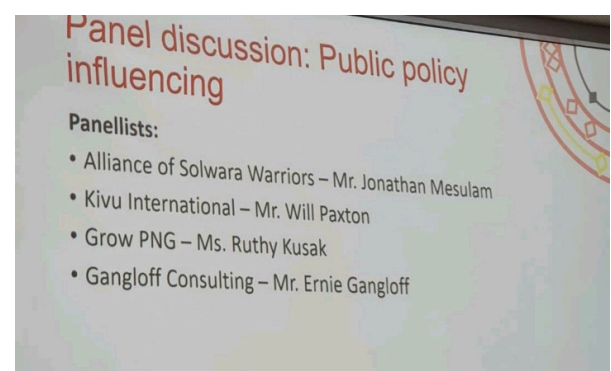 Panel discussion: Public policy
influencing
Panellists:
• Alliance of Solwara Warriors – Mr. Jonathan Mesulam
• Kivu International – Mr. Will Paxton
• Grow PNG – Ms. Ruthy Kusak
• Gangloff Consulting – Mr. Ernie Gangloff